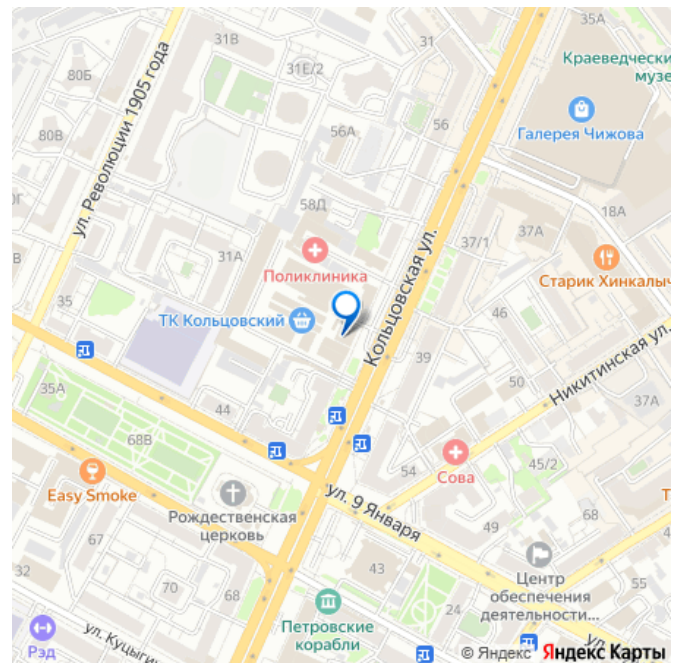 35А
31В
31
Краеведчески
музе
80Б
31Е/2
ул. Революции 1905 года
56
Галерея Чижова
80В
56А
58Д
18А
37/1
37А
В
31А
Поликлиника
Кольцовская ул.
Старик Хинкалыч
35
ТК Кольцовский
46
39
Никитинская ул.
50
35А
37А
44
68В
54
45/2
Сова
Easy Smoke
Рождественская
церковь
ул. 9 Января
49
68
67
32
43
Центр
обеспечения
деятельности...
55
70
68
24
Петровские
корабли
Рэд
ул. Куцыги
© Яндекс Яндекс Карты